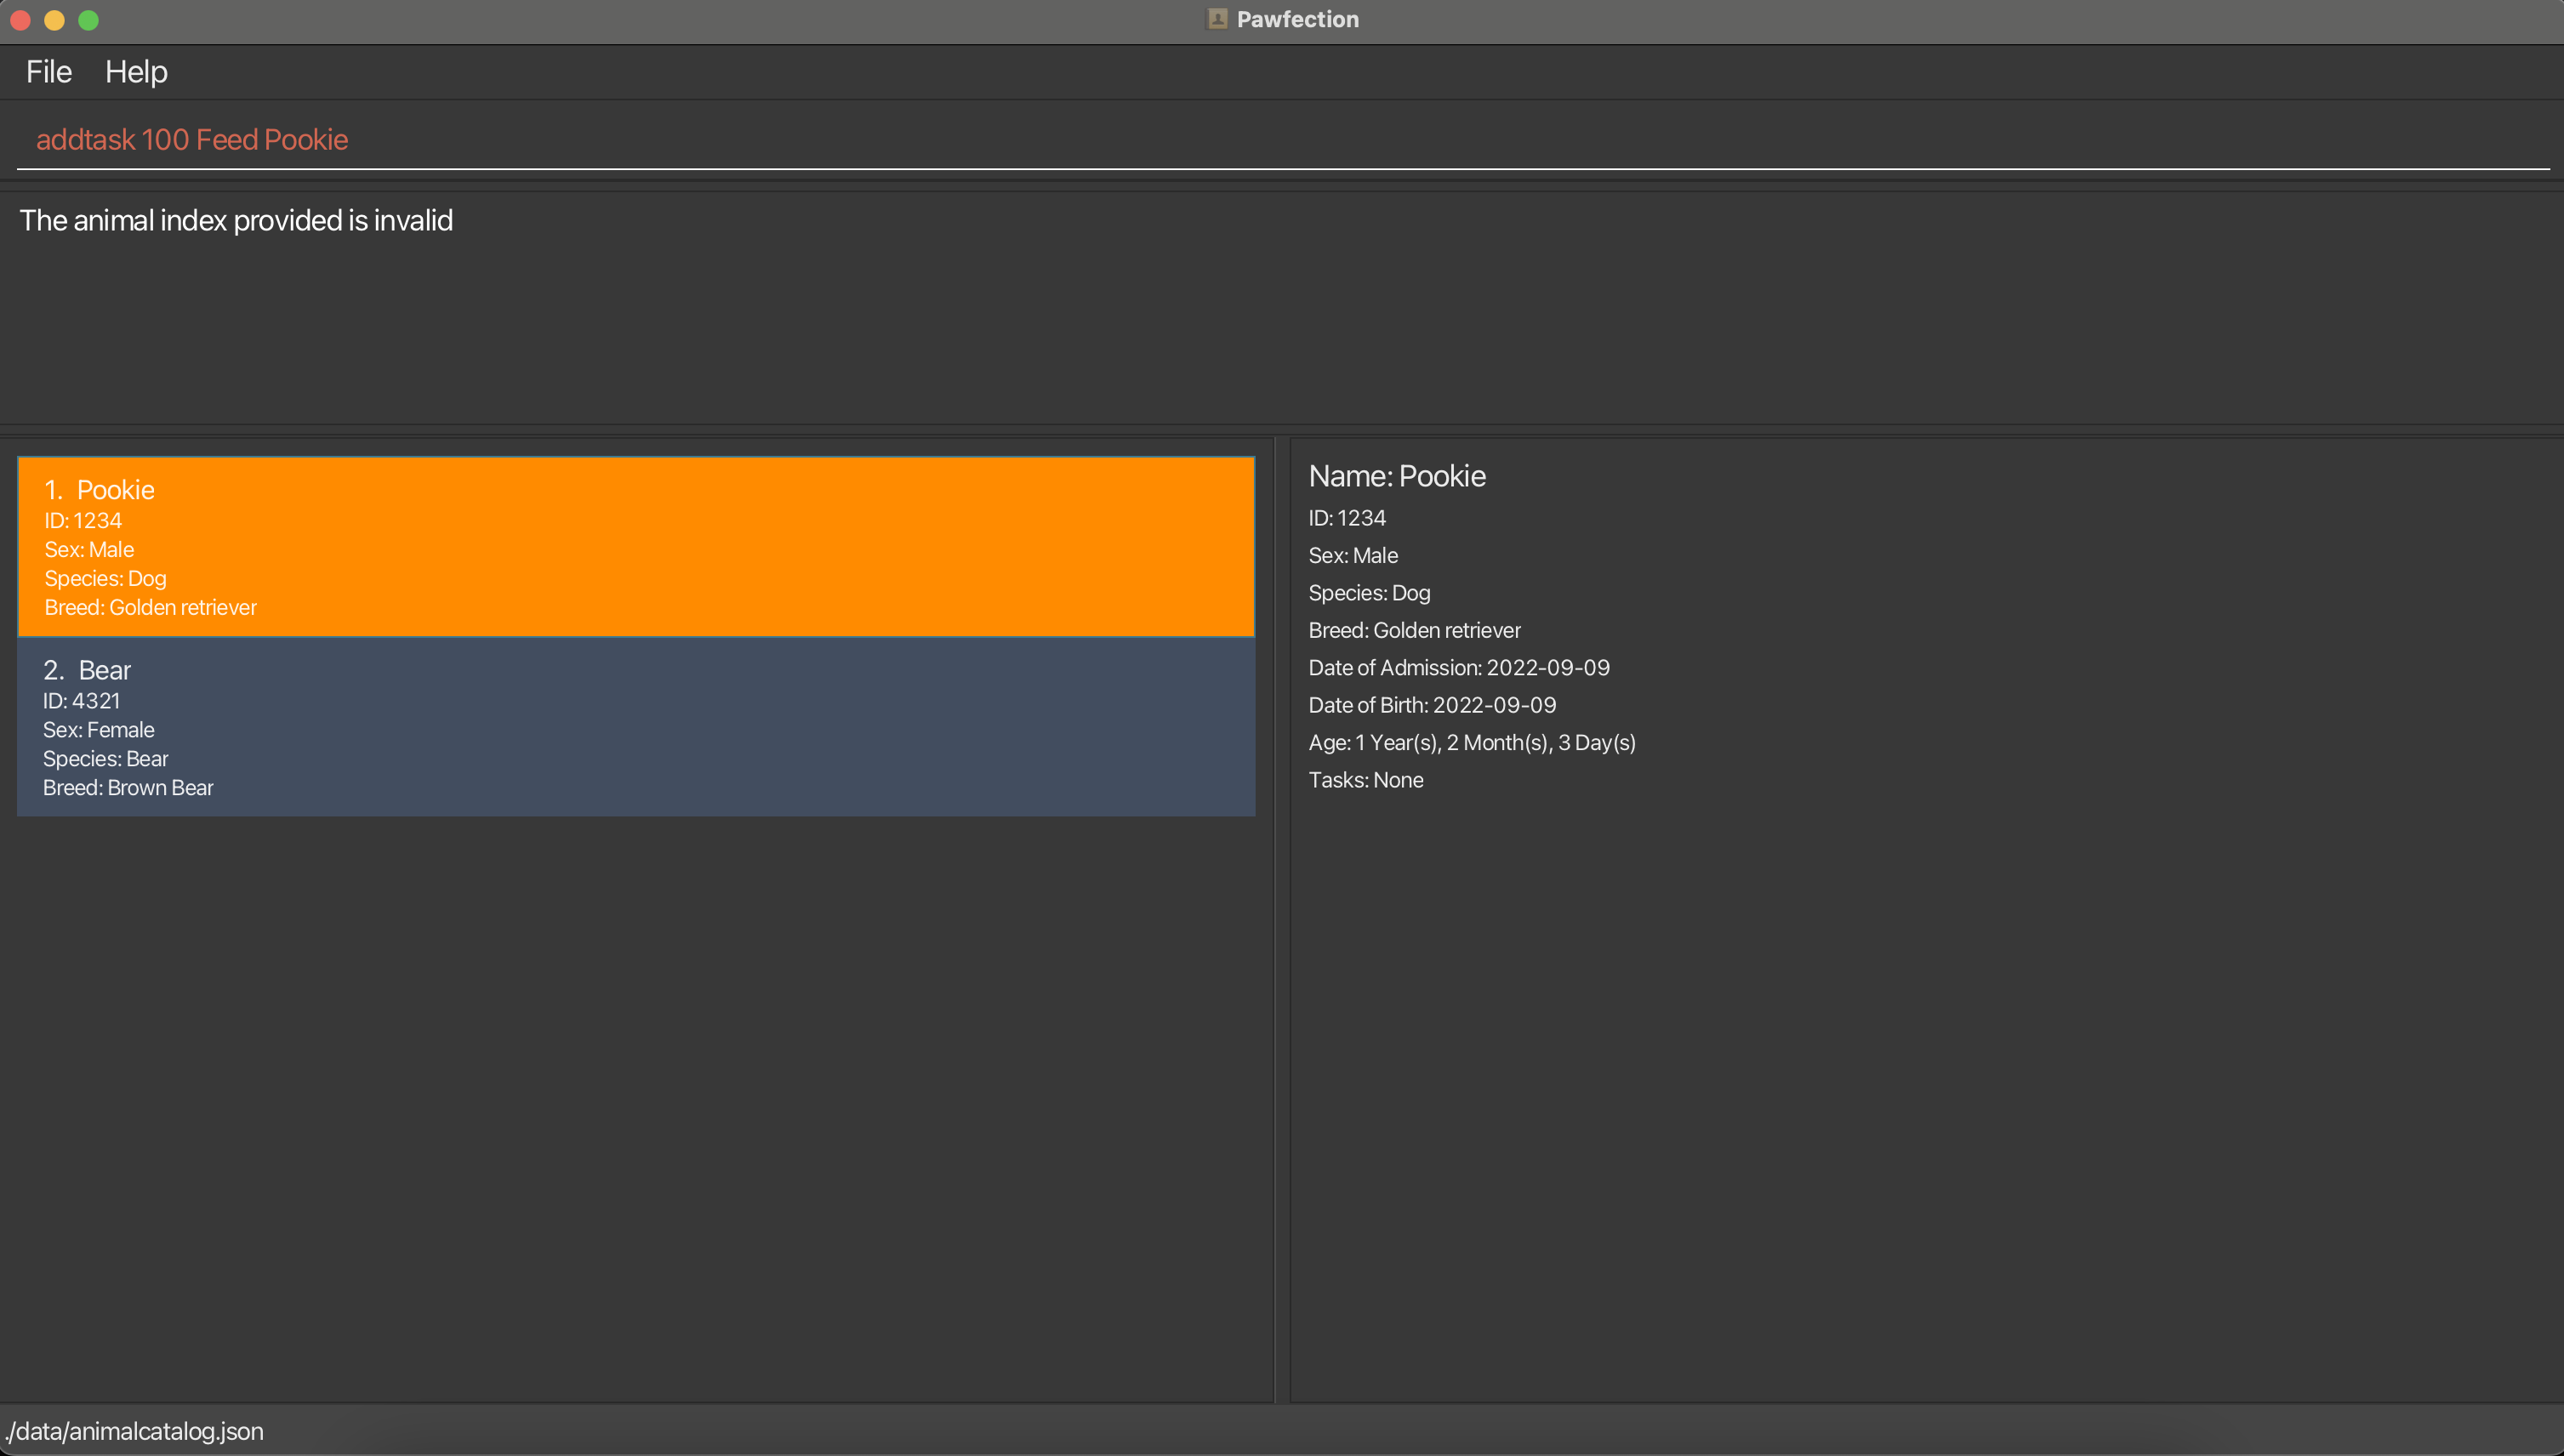 Pawfection
File Help
addtask 100 Feed Pookie
The animal index provided is invalid
1. Pookie
ID: 1234
Sex: Male
Species: Dog
Breed: Golden retriever
2. Bear
ID: 4321
Sex: Female
Species: Bear
Breed: Brown Bear
Name: Pookie
ID: 1234
Sex: Male
Species: Dog
Breed: Golden retriever
Date of Admission: 2022-09-09
Date of Birth: 2022-09-09
Age: 1 Year(s), 2 Month(s), 3 Day(s)
Tasks: None
./data/animalcatalog.json